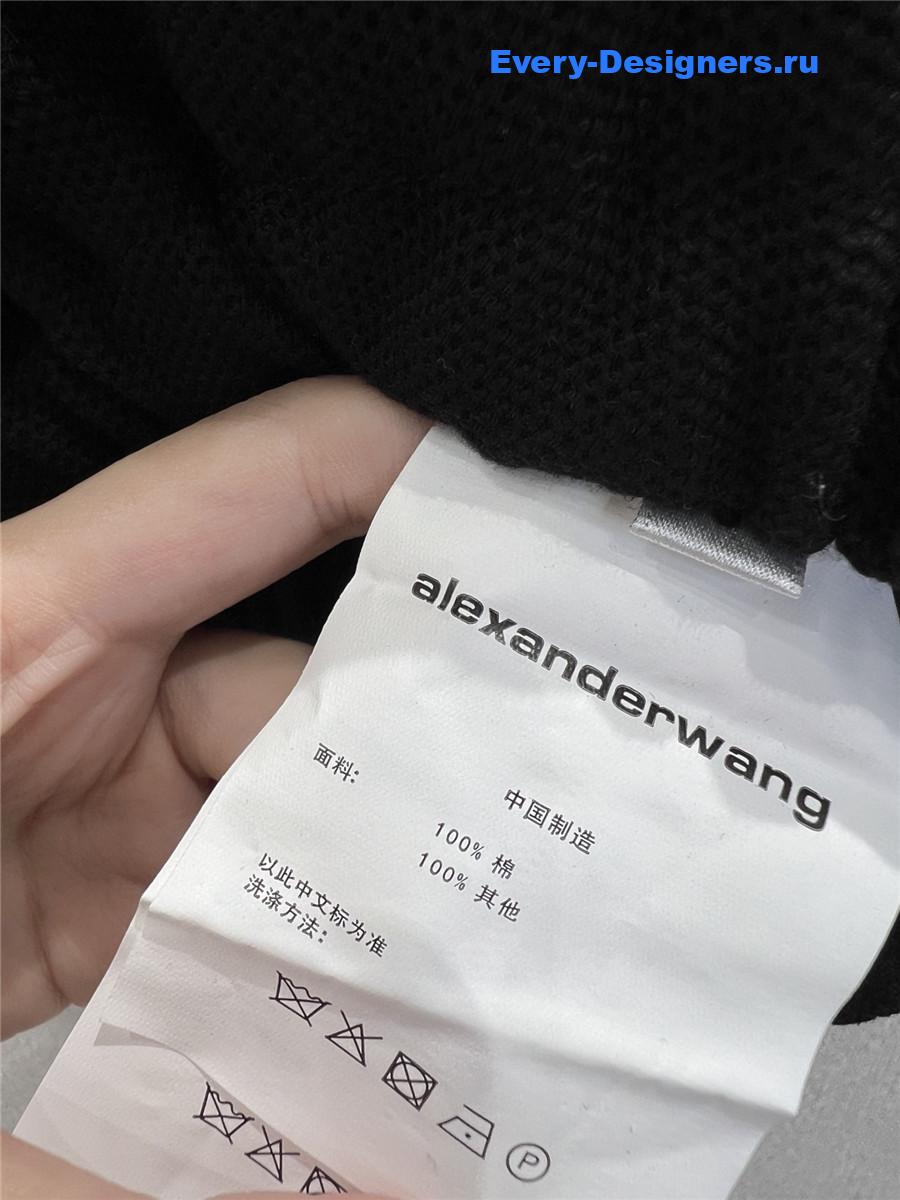 Every-Designers.ru
alexanderwang
面料:
中国制造
100% 棉
100% 其他
以此中文标为准
洗涤方法:
P